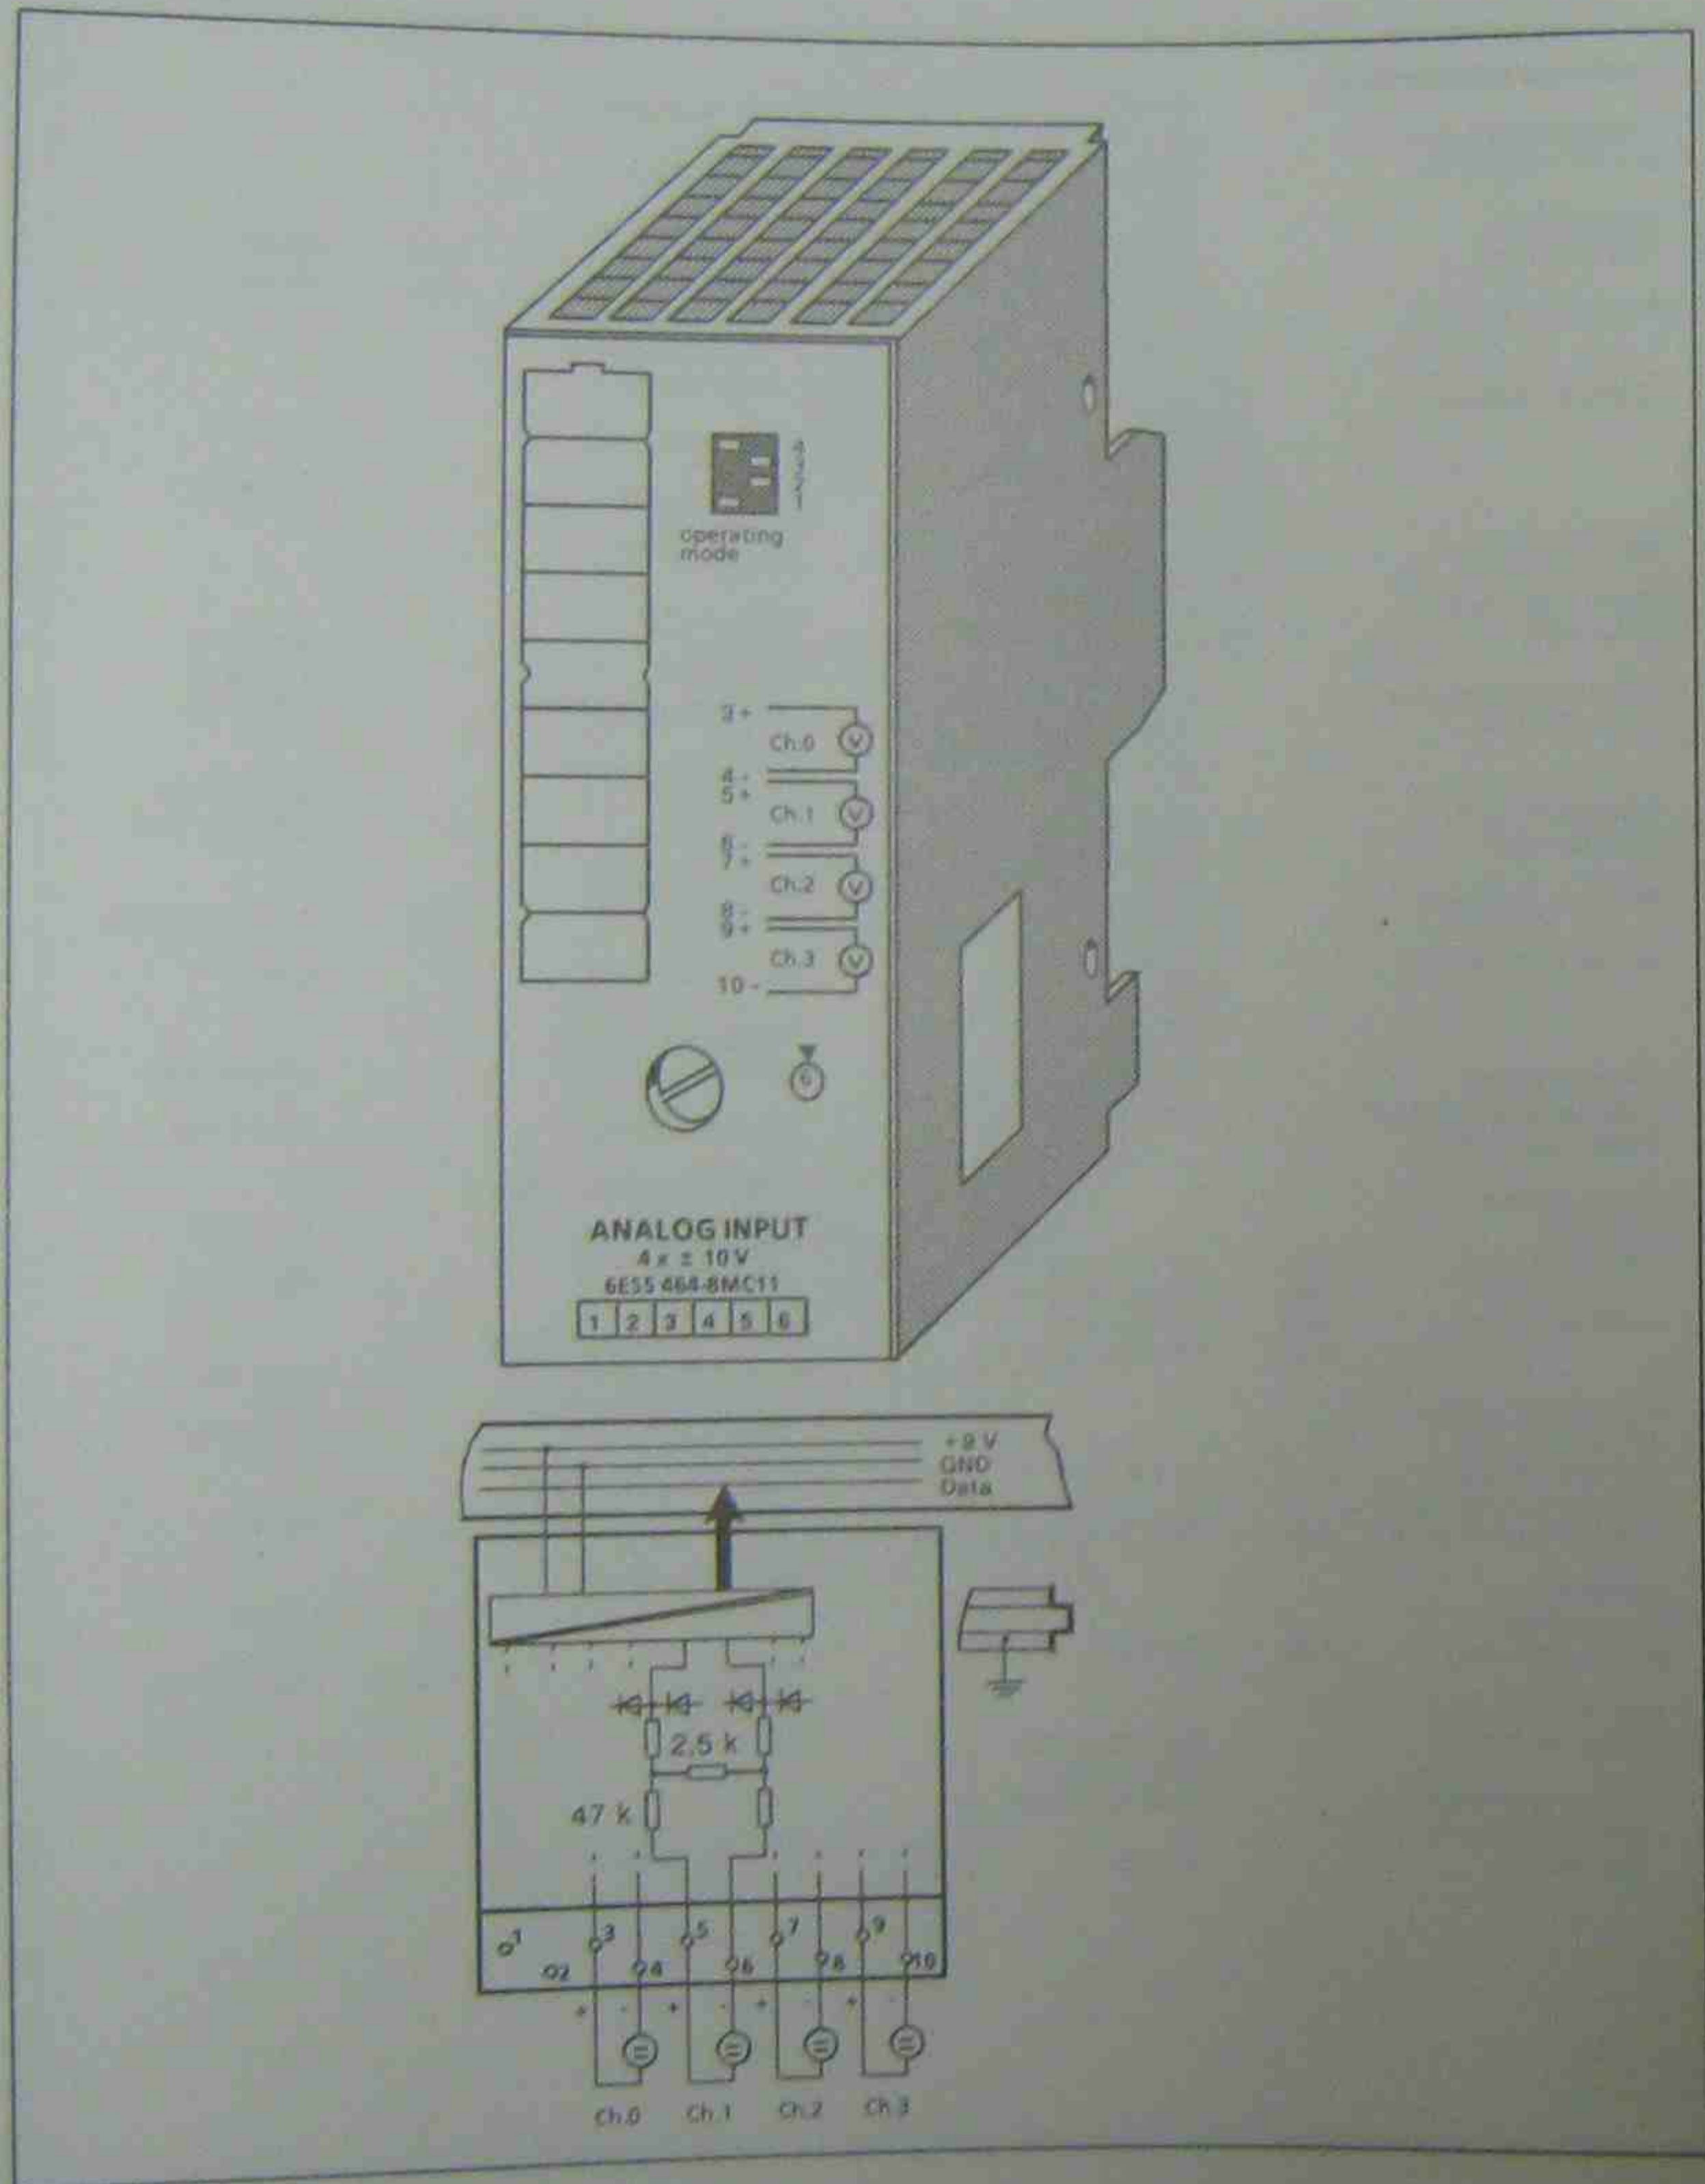 4
3
2
1
operating
mode
3 +
Ch.0
4 -
5 +
Ch.1
6 -
7 +
Ch.2
8 -
9 +
Ch.3
10 -
6
ANALOG INPUT
4 x ± 10 V
6ES5 464-8MC11
1 2 3 4 5 6
+9 V
GND
Data
2,5 k
47 k
1 3 5 7 9
2 4 6 8 10
+ - + - + - + -
Ch.0 Ch.1 Ch.2 Ch.3